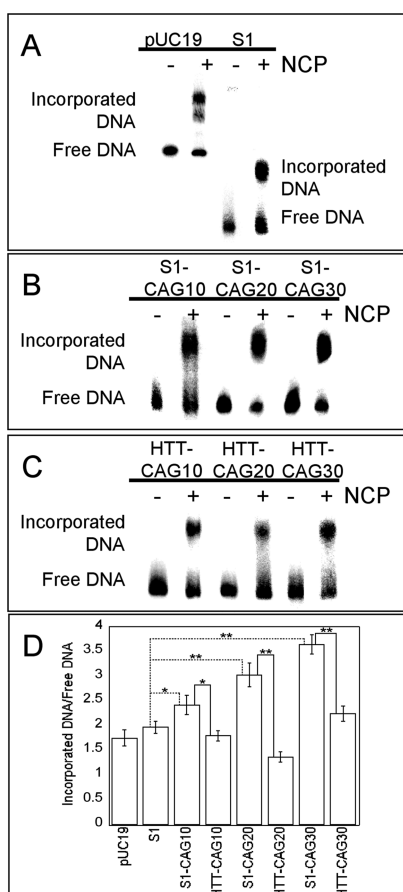 A
pUC19 S1
- + - + NCP
Incorporated
DNA
Free DNA
Incorporated
DNA
Free DNA
B
S1- S1- S1-
CAG10 CAG20 CAG30
- + - + - + NCP
Incorporated
DNA
Free DNA
C
HTT- HTT- HTT-
CAG10 CAG20 CAG30
- + - + - + NCP
Incorporated
DNA
Free DNA
D
Incorporated DNA/Free DNA
4
3.5
3
2.5
2
1.5
1
0.5
0
** **
** **
* *
pUC19
S1
S1-CAG10
HTT-CAG10
S1-CAG20
HTT-CAG20
S1-CAG30
HTT-CAG30